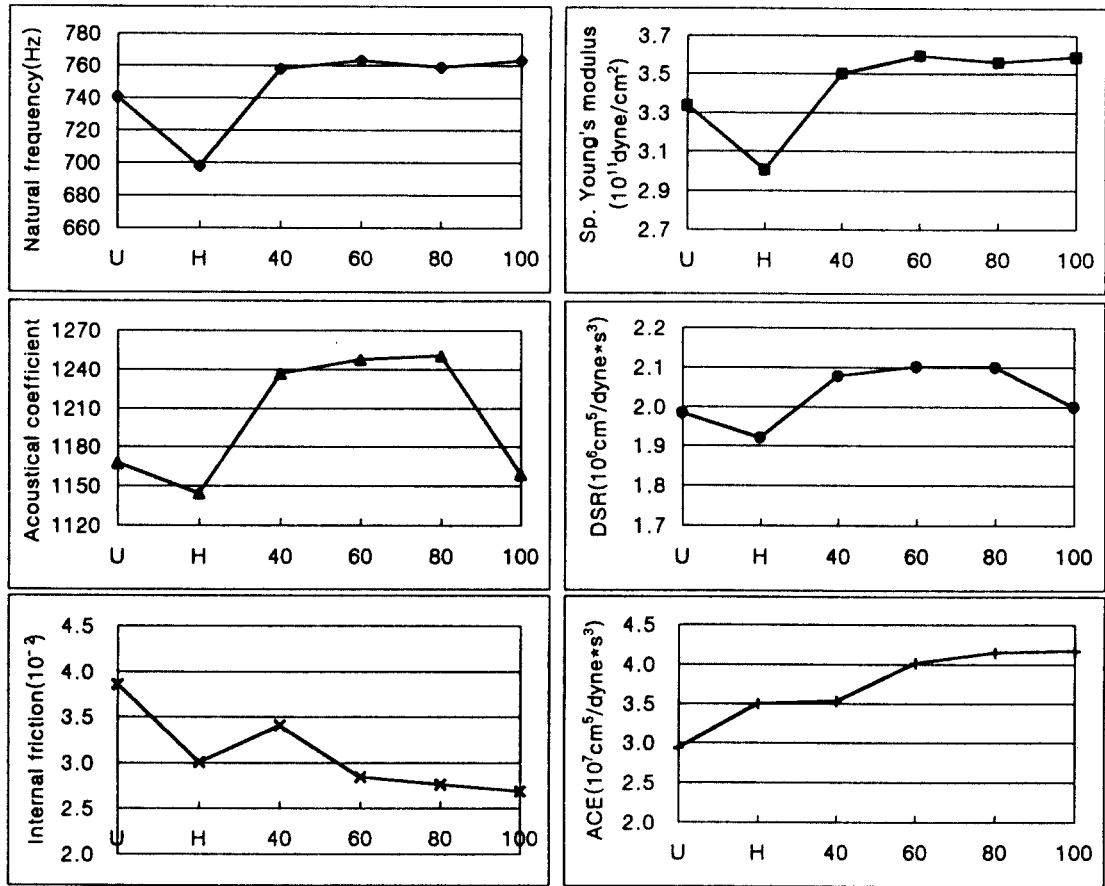 Natural frequency(Hz)
780
760
740
720
700
680
660
U H 40 60 80 100
Sp. Young's modulus
(10¹¹dyne/cm²)
3.7
3.5
3.3
3.1
2.9
2.7
U H 40 60 80 100
Acoustical coefficient
1270
1240
1210
1180
1150
1120
U H 40 60 80 100
DSR(10⁶cm⁵/dyne*s³)
2.2
2.1
2.0
1.9
1.8
1.7
U H 40 60 80 100
Internal friction(10⁻²)
4.5
4.0
3.5
3.0
2.5
2.0
U H 40 60 80 100
ACE(10⁷cm⁵/dyne*s³)
4.5
4.0
3.5
3.0
2.5
2.0
U H 40 60 80 100